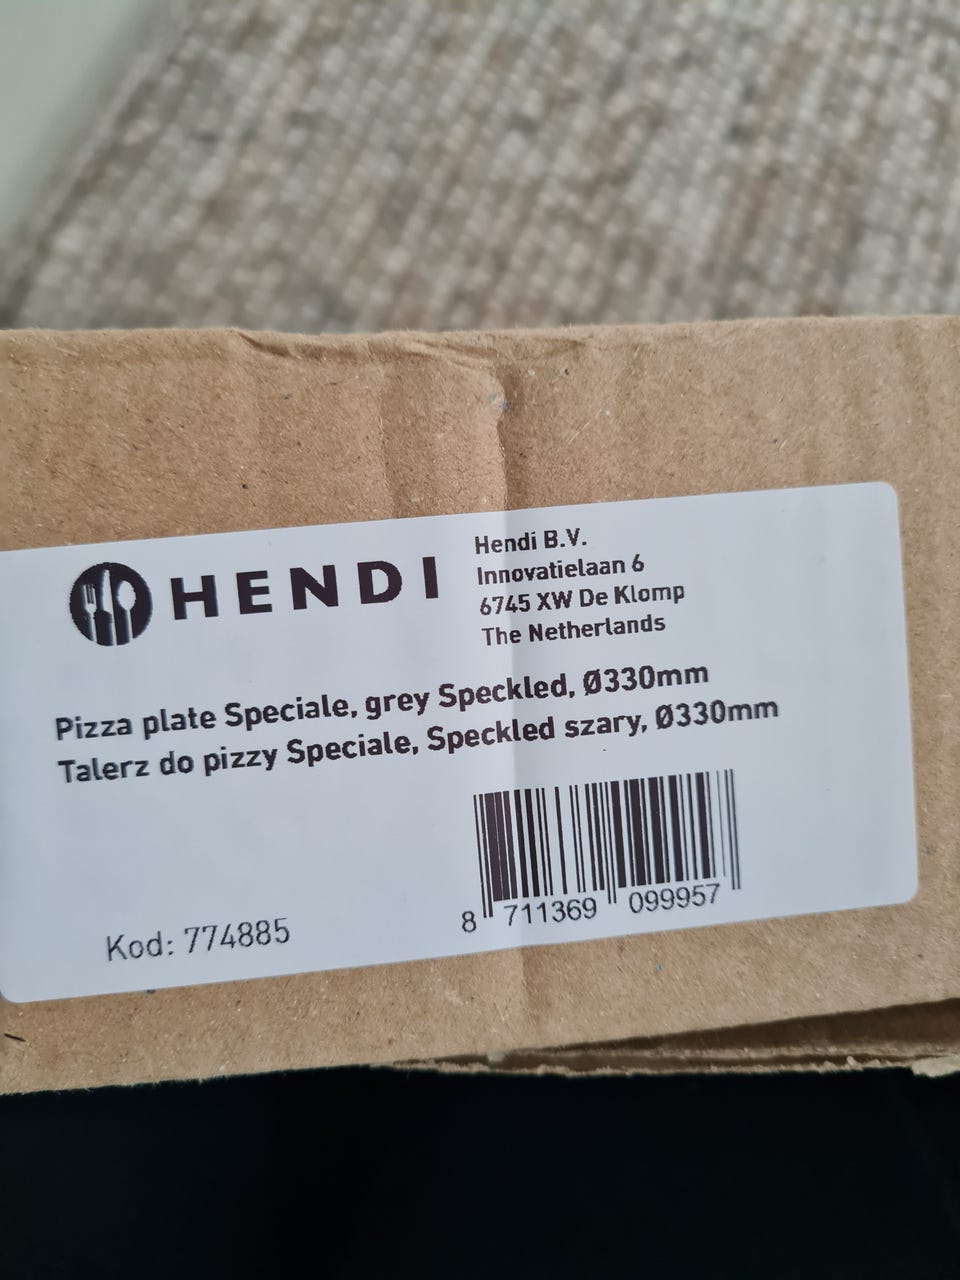 HENDI
Hendi B.V.
Innovatielaan 6
6745 XW De Klomp
The Netherlands
Pizza plate Speciale, grey Speckled, Ø330mm
Talerz do pizzy Speciale, Speckled szary, Ø330mm
Kod: 774885
8 711369 099957